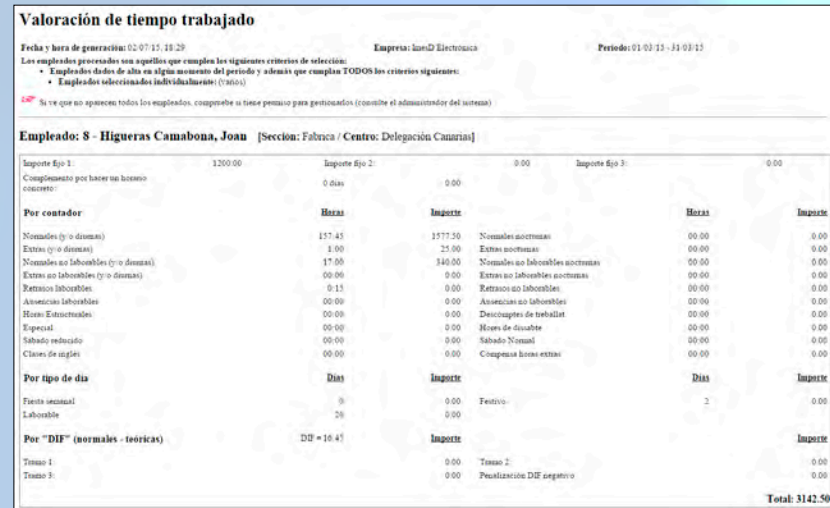 Valoración de tiempo trabajado
Fecha y hora de generación: 02/07/15, 18:29 Empresa: InesD Electronica Periodo: 01/03/15 - 31/03/15
Los empleados procesados son aquéllos que cumplen los siguientes criterios de selección:
• Empleados dados de alta en algún momento del periodo y además que cumplan TODOS los criterios siguientes:
• Empleados seleccionados individualmente: (varios)
Si ve que no aparecen todos los empleados, compruebe si tiene permiso para gestionarlos (consulte el administrador del sistema)
Empleado: 8 - Higueras Camabona, Joan [Sección: Fabrica / Centro: Delegación Canarias]
Importe fijo 1: 1200.00 Importe fijo 2: 0.00 Importe fijo 3: 0.00
Complemento por hacer un horario
concreto: 0 días 0.00
Por contador Horas Importe Horas Importe
Normales (y/o diurnas) 157:45 1577.50 Normales nocturnas 00:00 0.00
Extras (y/o diurnas) 1:00 25.00 Extras nocturnas 00:00 0.00
Normales no laborables (y/o diurnas) 17:00 340.00 Normales no laborables nocturnas 00:00 0.00
Extras no laborables (y/o diurnas) 00:00 0.00 Extras no laborables nocturnas 00:00 0.00
Retrasos laborables 0:15 0.00 Retrasos no laborables 00:00 0.00
Ausencias laborables 00:00 0.00 Ausencias no laborables 00:00 0.00
Horas Estructurales 00:00 0.00 Descomptes de treballat 00:00 0.00
Especial 00:00 0.00 Hores de dissabte 00:00 0.00
Sábado reducido 00:00 0.00 Sábado Normal 00:00 0.00
Clases de inglés 00:00 0.00 Compensa horas extras 00:00 0.00
Por tipo de día Días Importe Días Importe
Fiesta semanal 9 0.00 Festivo 2 0.00
Laborable 20 0.00
Por "DIF" (normales - teóricas) DIF = 16:45 Importe Importe
Tramo 1: 0.00 Tramo 2: 0.00
Tramo 3: 0.00 Penalización DIF negativo 0.00
Total: 3142.50